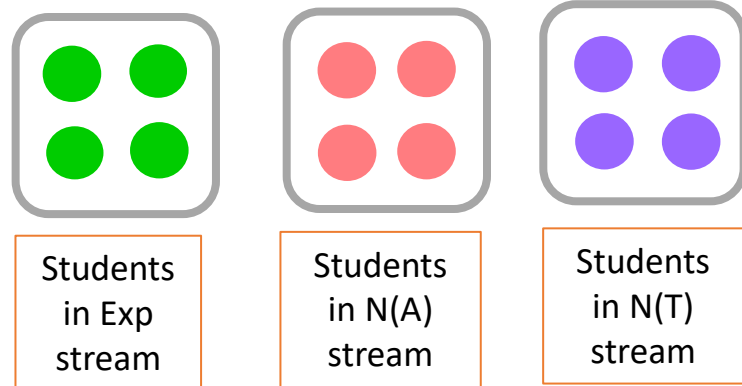 Students
in Exp
stream
Students
in N(A)
stream
Students
in N(T)
stream